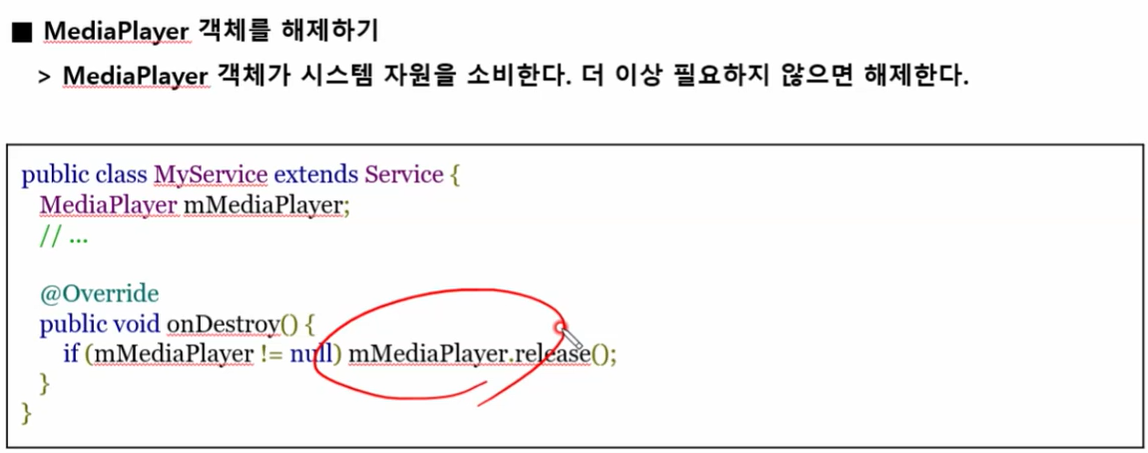 ■ MediaPlayer 객체를 해제하기
> MediaPlayer 객체가 시스템 자원을 소비한다. 더 이상 필요하지 않으면 해제한다.
public class MyService extends Service {
MediaPlayer mMediaPlayer;
// ...
@Override
public void onDestroy() {
if (mMediaPlayer != null) mMediaPlayer.release();
}
}